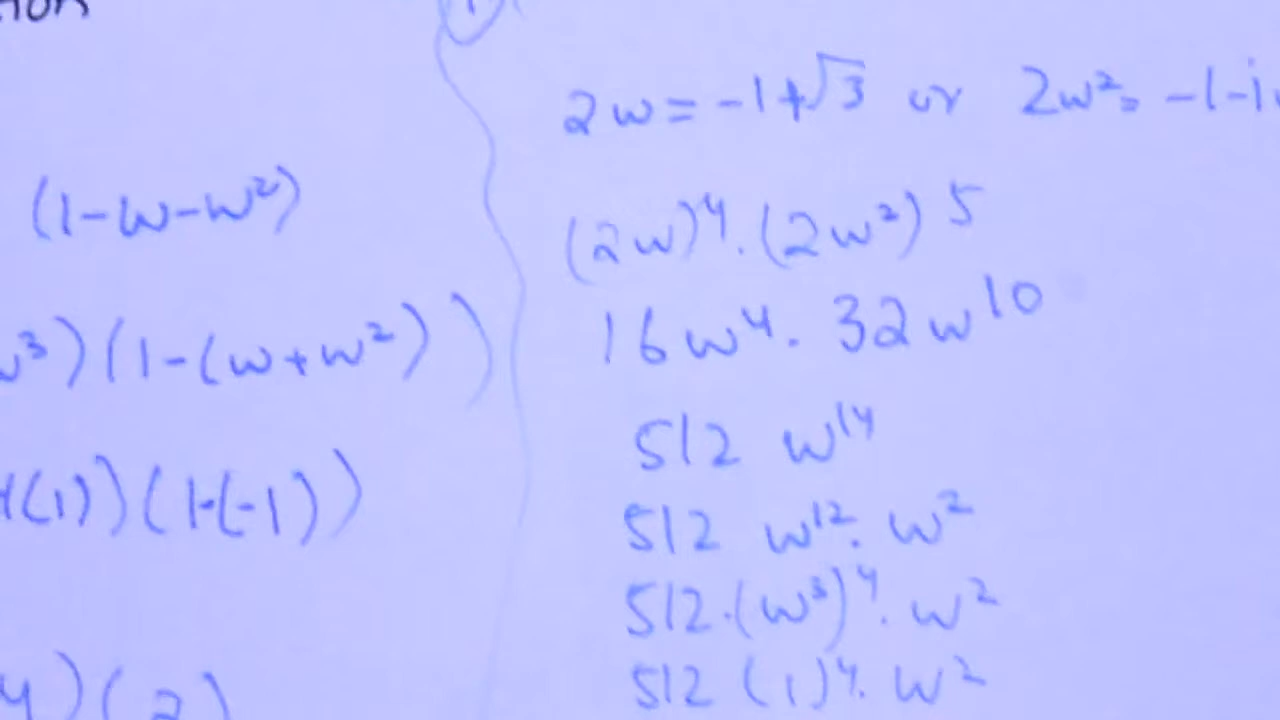 (1-w-w²)
w³)(1-(w+w²))
(1))(1-(-1))
4)(2)
2w = -1+√3 or 2w² = -1-i
(2w)⁴.(2w²)⁵
16w⁴. 32w¹⁰
512 w¹⁴
512 w¹². w²
512.(w³)⁴. w²
512 (1)⁴. w²